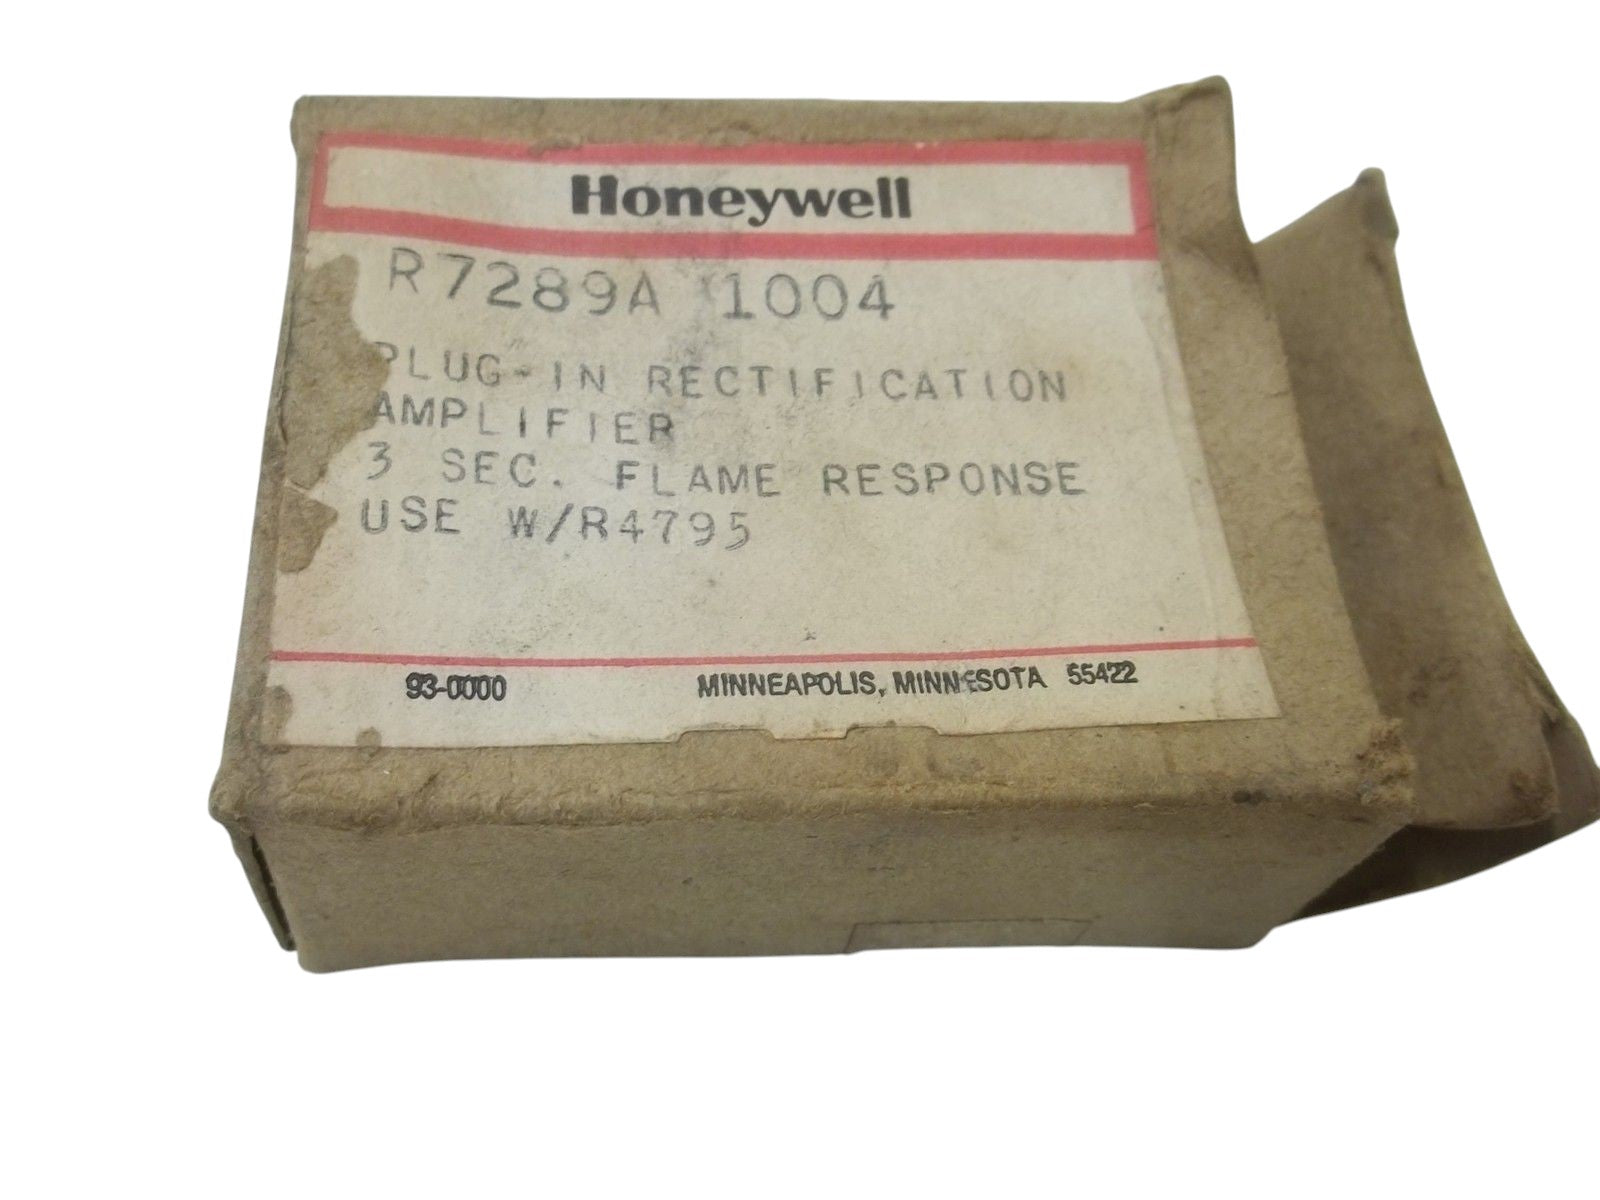 Honeywell
R7289A 1004
PLUG-IN RECTIFICATION
AMPLIFIER
3 SEC. FLAME RESPONSE
USE W/R4795
93-0000 MINNEAPOLIS, MINNESOTA 55422